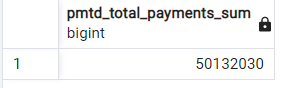 pmtd_total_payments_sum
bigint
1 50132030